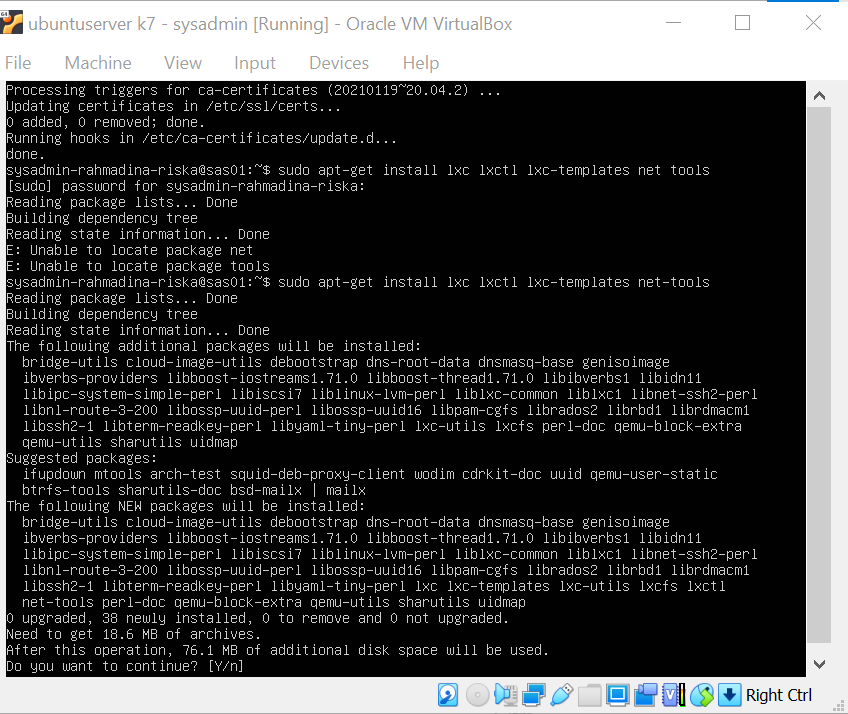 64
ubuntuserver k7 - sysadmin [Running] - Oracle VM VirtualBox
File Machine View Input Devices Help
Processing triggers for ca-certificates (20210119~20.04.2) ...
Updating certificates in /etc/ssl/certs...
0 added, 0 removed; done.
Running hooks in /etc/ca-certificates/update.d...
done.
sysadmin-rahmadina-riska@sas01:~$ sudo apt-get install lxc lxctl lxc-templates net tools
[sudo] password for sysadmin-rahmadina-riska:
Reading package lists... Done
Building dependency tree
Reading state information... Done
E: Unable to locate package net
E: Unable to locate package tools
sysadmin-rahmadina-riska@sas01:~$ sudo apt-get install lxc lxctl lxc-templates net-tools
Reading package lists... Done
Building dependency tree
Reading state information... Done
The following additional packages will be installed:
bridge-utils cloud-image-utils debootstrap dns-root-data dnsmasq-base genisoimage
ibverbs-providers libboost-iostreams1.71.0 libboost-thread1.71.0 libibverbs1 libidn11
libipc-system-simple-perl libiscsi7 liblinux-lvm-perl liblxc-common liblxc1 libnet-ssh2-perl
libnl-route-3-200 libossp-uuid-perl libossp-uuid16 libpam-cgfs librados2 librbd1 librdmacm1
libssh2-1 libterm-readkey-perl libyaml-tiny-perl lxc-utils lxcfs perl-doc qemu-block-extra
qemu-utils sharutils uidmap
Suggested packages:
ifupdown mtools arch-test squid-deb-proxy-client wodim cdrkit-doc uuid qemu-user-static
btrfs-tools sharutils-doc bsd-mailx | mailx
The following NEW packages will be installed:
bridge-utils cloud-image-utils debootstrap dns-root-data dnsmasq-base genisoimage
ibverbs-providers libboost-iostreams1.71.0 libboost-thread1.71.0 libibverbs1 libidn11
libipc-system-simple-perl libiscsi7 liblinux-lvm-perl liblxc-common liblxc1 libnet-ssh2-perl
libnl-route-3-200 libossp-uuid-perl libossp-uuid16 libpam-cgfs librados2 librbd1 librdmacm1
libssh2-1 libterm-readkey-perl libyaml-tiny-perl lxc lxc-templates lxc-utils lxcfs lxctl
net-tools perl-doc qemu-block-extra qemu-utils sharutils uidmap
0 upgraded, 38 newly installed, 0 to remove and 0 not upgraded.
Need to get 18.6 MB of archives.
After this operation, 76.1 MB of additional disk space will be used.
Do you want to continue? [Y/n]
Right Ctrl